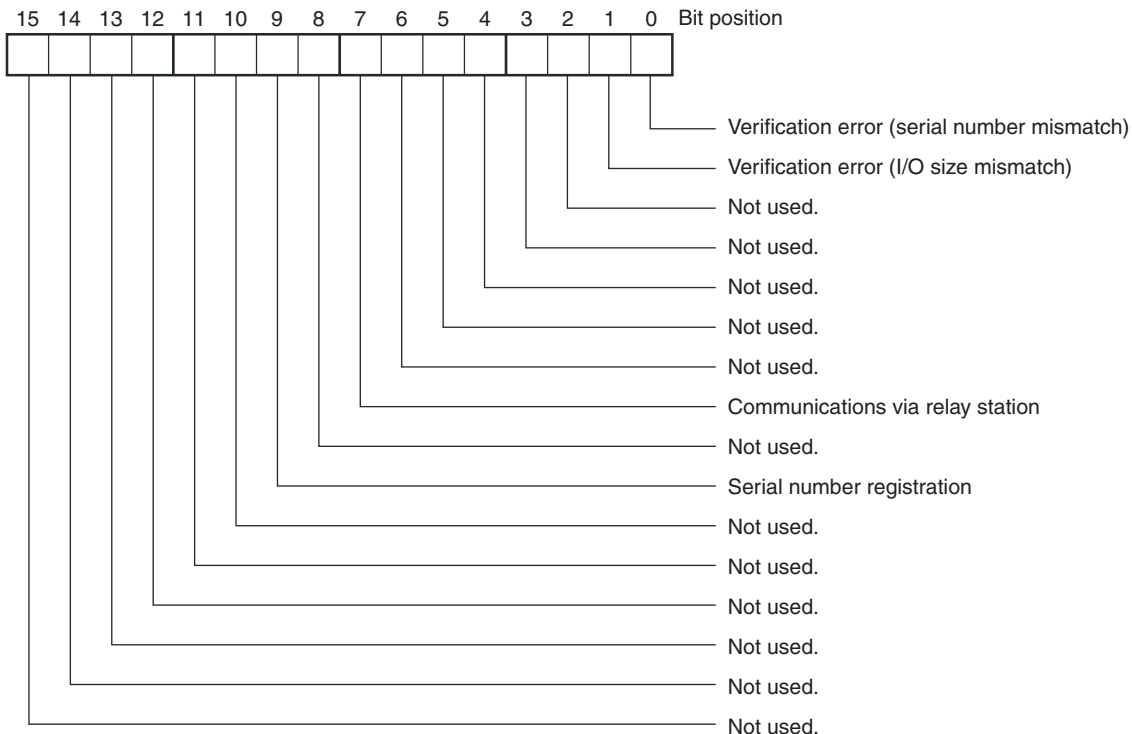 15 14 13 12 11 10 9 8 7 6 5 4 3 2 1 0 Bit position
Verification error (serial number mismatch)
Verification error (I/O size mismatch)
Not used.
Not used.
Not used.
Not used.
Not used.
Communications via relay station
Not used.
Serial number registration
Not used.
Not used.
Not used.
Not used.
Not used.
Not used.